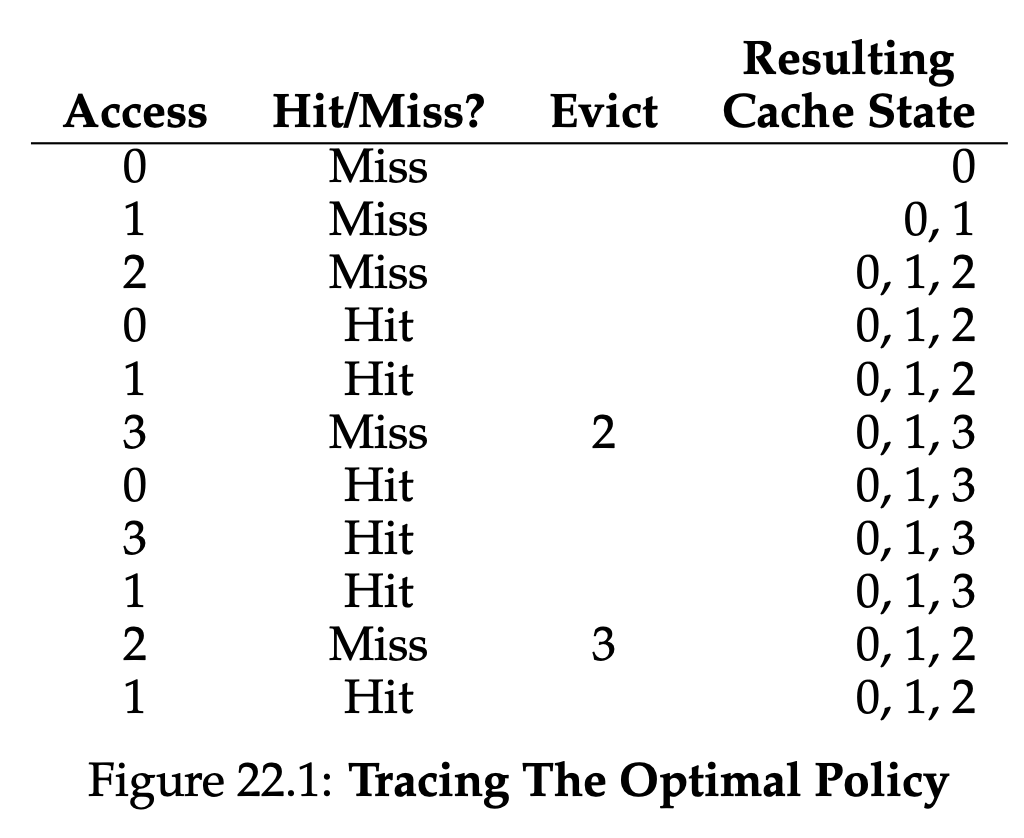 Resulting
Access Hit/Miss? Evict Cache State
0 Miss 0
1 Miss 0, 1
2 Miss 0, 1, 2
0 Hit 0, 1, 2
1 Hit 0, 1, 2
3 Miss 2 0, 1, 3
0 Hit 0, 1, 3
3 Hit 0, 1, 3
1 Hit 0, 1, 3
2 Miss 3 0, 1, 2
1 Hit 0, 1, 2
Figure 22.1: Tracing The Optimal Policy